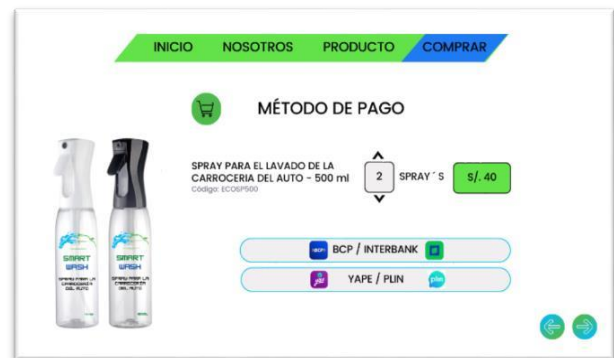 INICIO NOSOTROS PRODUCTO COMPRAR
MÉTODO DE PAGO
SPRAY PARA EL LAVADO DE LA
CARROCERIA DEL AUTO - 500 ml
Código: ECOSP500
2 SPRAY´S S/. 40
BCP BCP / INTERBANK
YAPE / PLIN plin
SMART
WASH
SPRAY PARA LA
CARROCERIA
DEL AUTO
SMART
WASH
SPRAY PARA LA
CARROCERIA
DEL AUTO